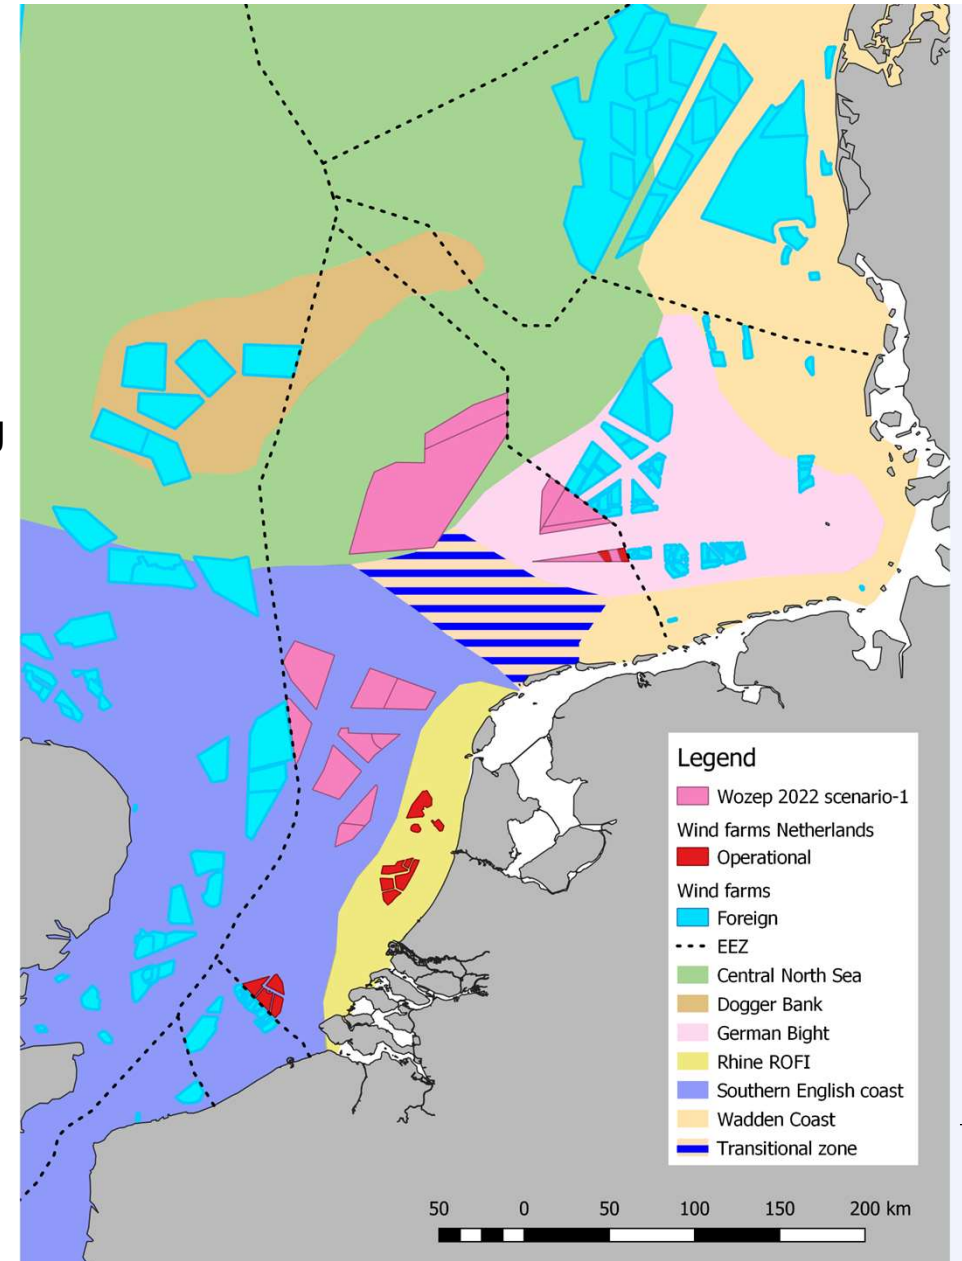 g
Legend
Wozep 2022 scenario-1
Wind farms Netherlands
Operational
Wind farms
Foreign
EEZ
Central North Sea
Dogger Bank
German Bight
Rhine ROFI
Southern English coast
Wadden Coast
Transitional zone
50 0 50 100 150 200 km